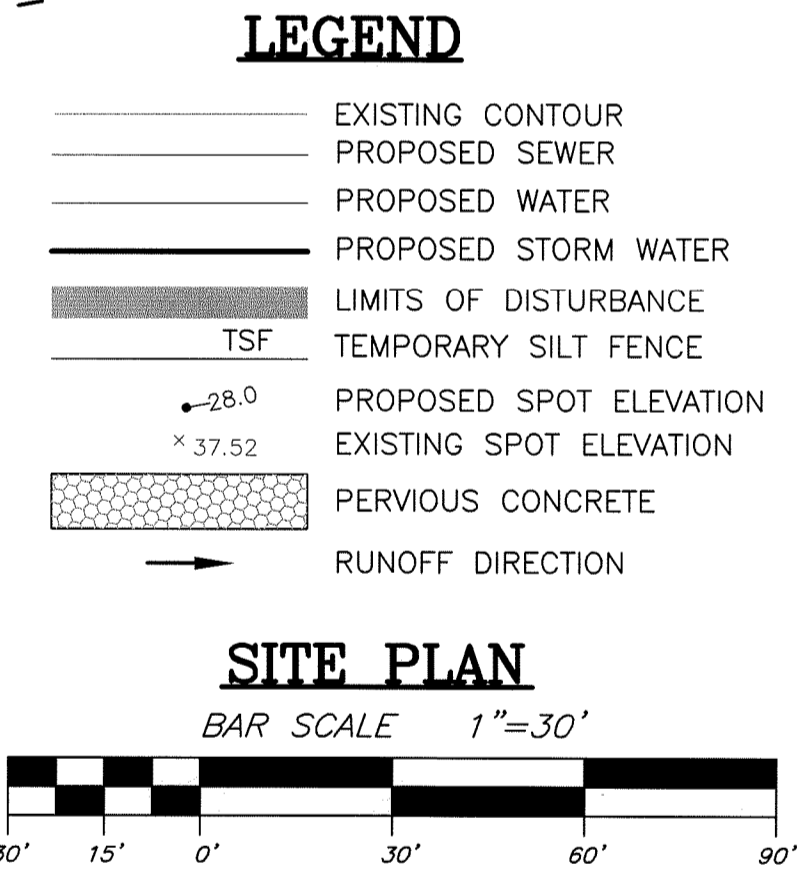 LEGEND
EXISTING CONTOUR
PROPOSED SEWER
PROPOSED WATER
PROPOSED STORM WATER
LIMITS OF DISTURBANCE
TSF TEMPORARY SILT FENCE
28.0 PROPOSED SPOT ELEVATION
× 37.52 EXISTING SPOT ELEVATION
PERVIOUS CONCRETE
RUNOFF DIRECTION
SITE PLAN
BAR SCALE 1"=30'
30' 15' 0' 30' 60' 90'